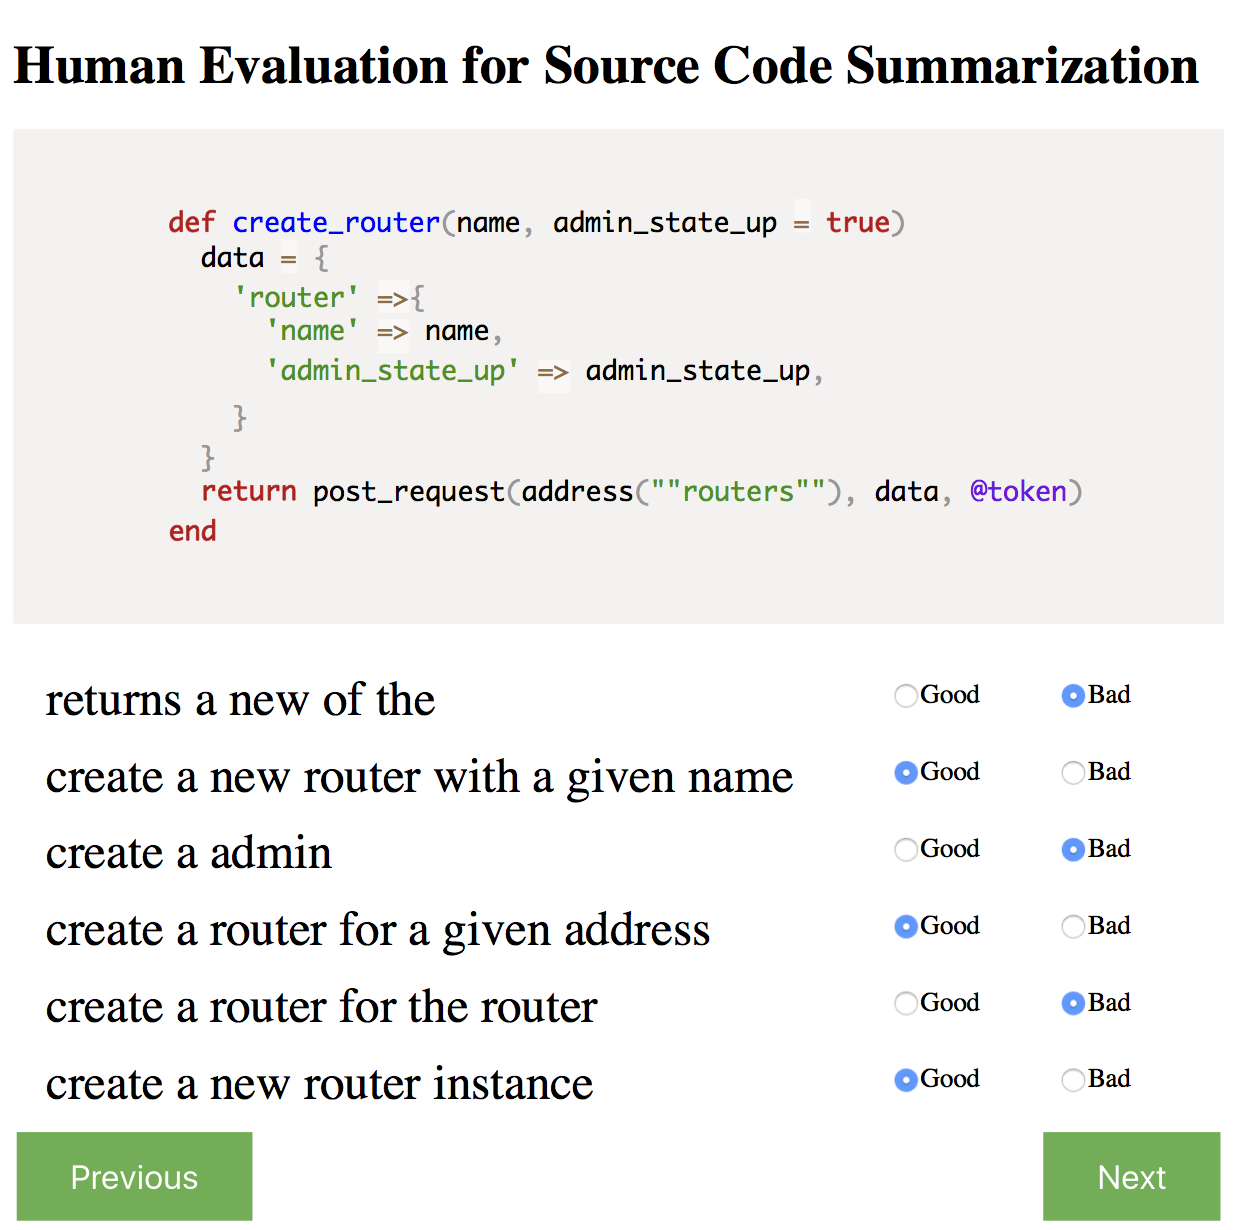 Human Evaluation for Source Code Summarization
def create_router(name, admin_state_up = true)
data = {
'router' =>{
'name' => name,
'admin_state_up' => admin_state_up,
}
}
return post_request(address(""routers""), data, @token)
end
returns a new of the Good Bad
create a new router with a given name Good Bad
create a admin Good Bad
create a router for a given address Good Bad
create a router for the router Good Bad
create a new router instance Good Bad
Previous Next